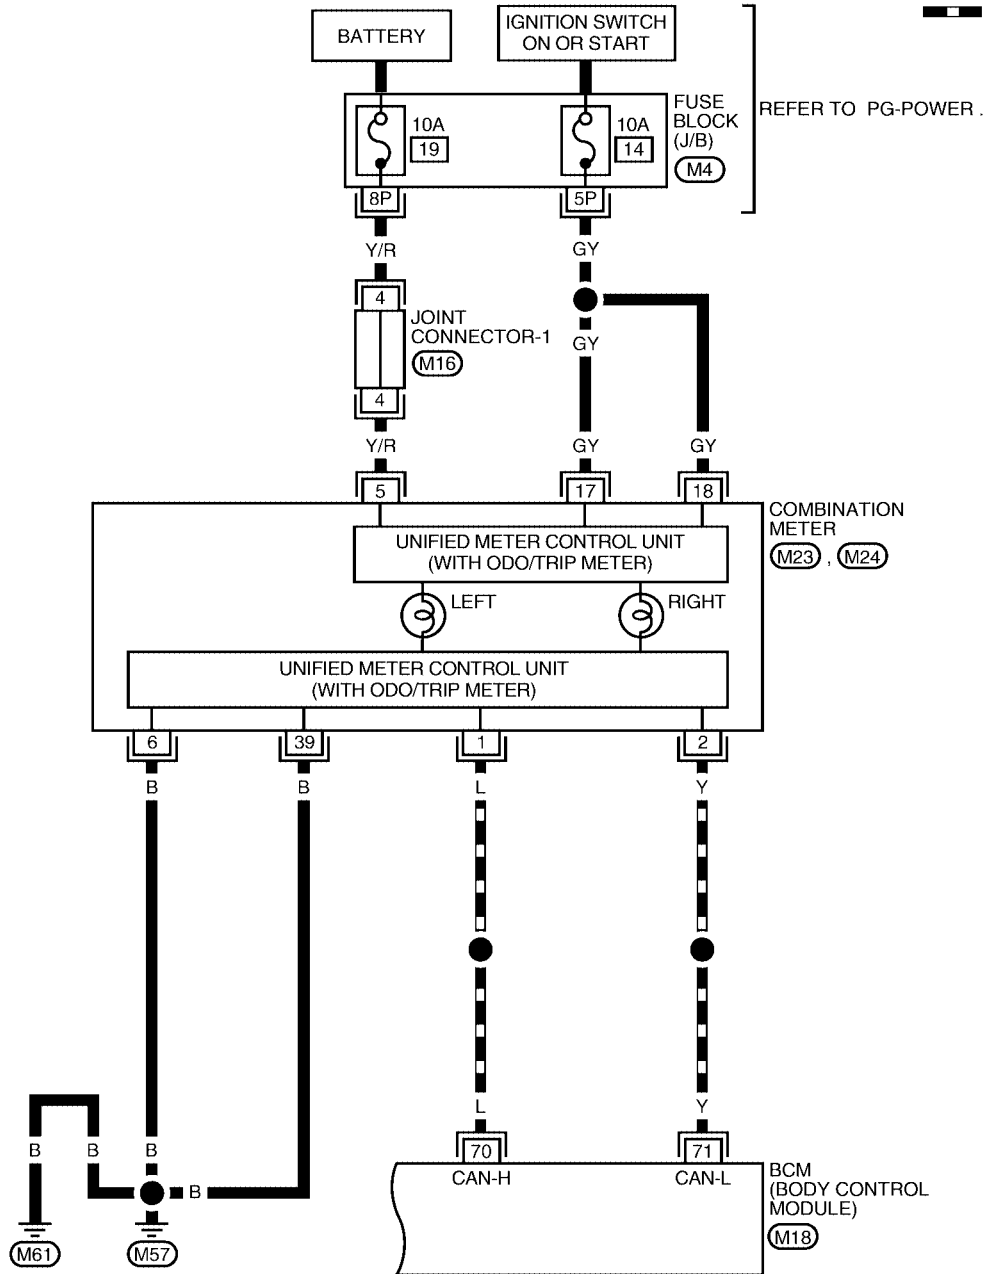 BATTERY
IGNITION SWITCH
ON OR START
10A
19
10A
14
FUSE
BLOCK
(J/B)
M4
REFER TO PG-POWER .
8P
5P
Y/R
GY
4
JOINT
CONNECTOR-1
M16
GY
4
Y/R
GY
GY
5
17
18
COMBINATION
METER
M23 , M24
UNIFIED METER CONTROL UNIT
(WITH ODO/TRIP METER)
LEFT
RIGHT
UNIFIED METER CONTROL UNIT
(WITH ODO/TRIP METER)
6
39
1
2
B
B
L
Y
L
Y
B
B
B
B
70
71
CAN-H
CAN-L
BCM
(BODY CONTROL
MODULE)
M18
M61
M57